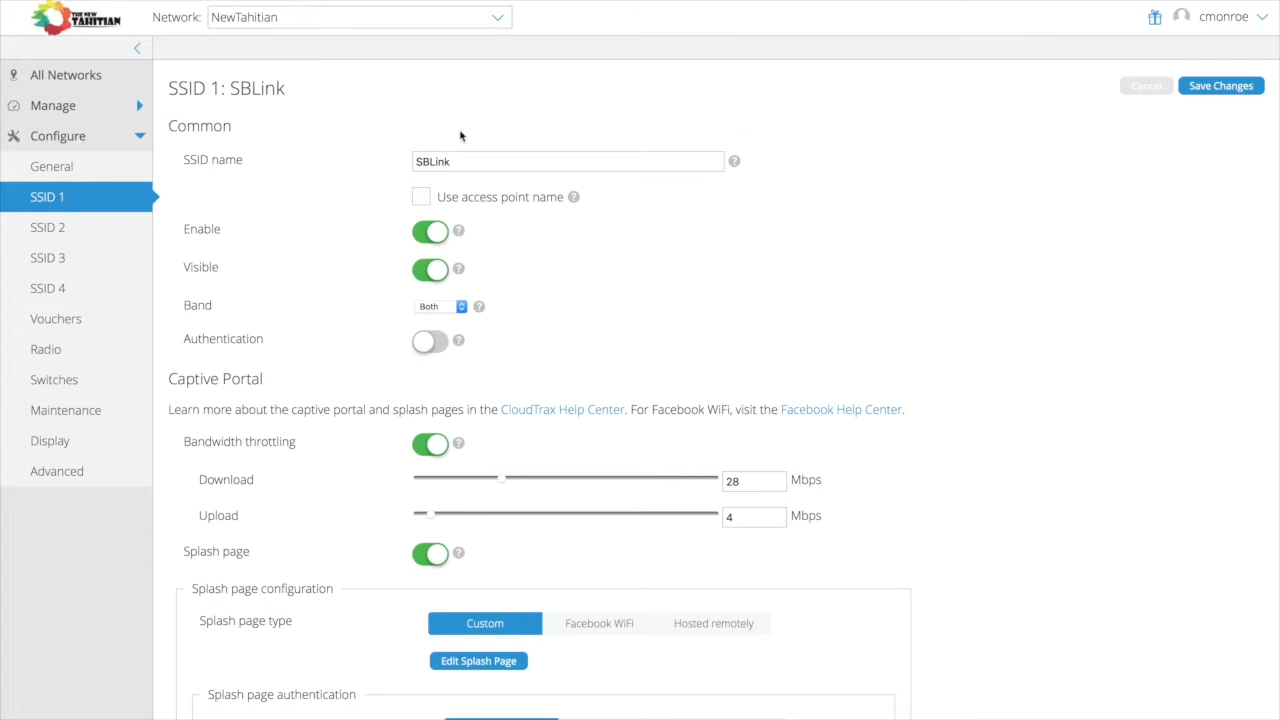 THE NEW
TAHITIAN
Network: NewTahitian
cmonroe
All Networks
Manage
Configure
General
SSID 1
SSID 2
SSID 3
SSID 4
Vouchers
Radio
Switches
Maintenance
Display
Advanced
SSID 1: SBLink
Cancel
Save Changes
Common
SSID name
SBLink
?
Use access point name ?
Enable ?
Visible ?
Band Both ?
Authentication ?
Captive Portal
Learn more about the captive portal and splash pages in the CloudTrax Help Center. For Facebook WiFi, visit the Facebook Help Center.
Bandwidth throttling ?
Download 28 Mbps
Upload 4 Mbps
Splash page ?
Splash page configuration
Splash page type Custom Facebook WiFi Hosted remotely
Edit Splash Page
Splash page authentication